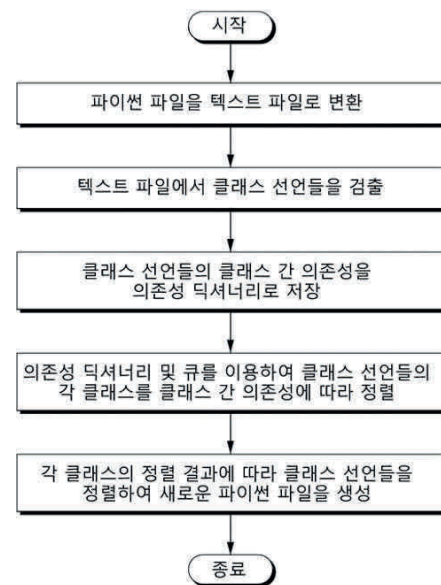 시작
파이썬 파일을 텍스트 파일로 변환
텍스트 파일에서 클래스 선언들을 검출
클래스 선언들의 클래스 간 의존성을
의존성 딕셔너리로 저장
의존성 딕셔너리 및 큐를 이용하여 클래스 선언들의
각 클래스를 클래스 간 의존성에 따라 정렬
각 클래스의 정렬 결과에 따라 클래스 선언들을
정렬하여 새로운 파이썬 파일을 생성
종료